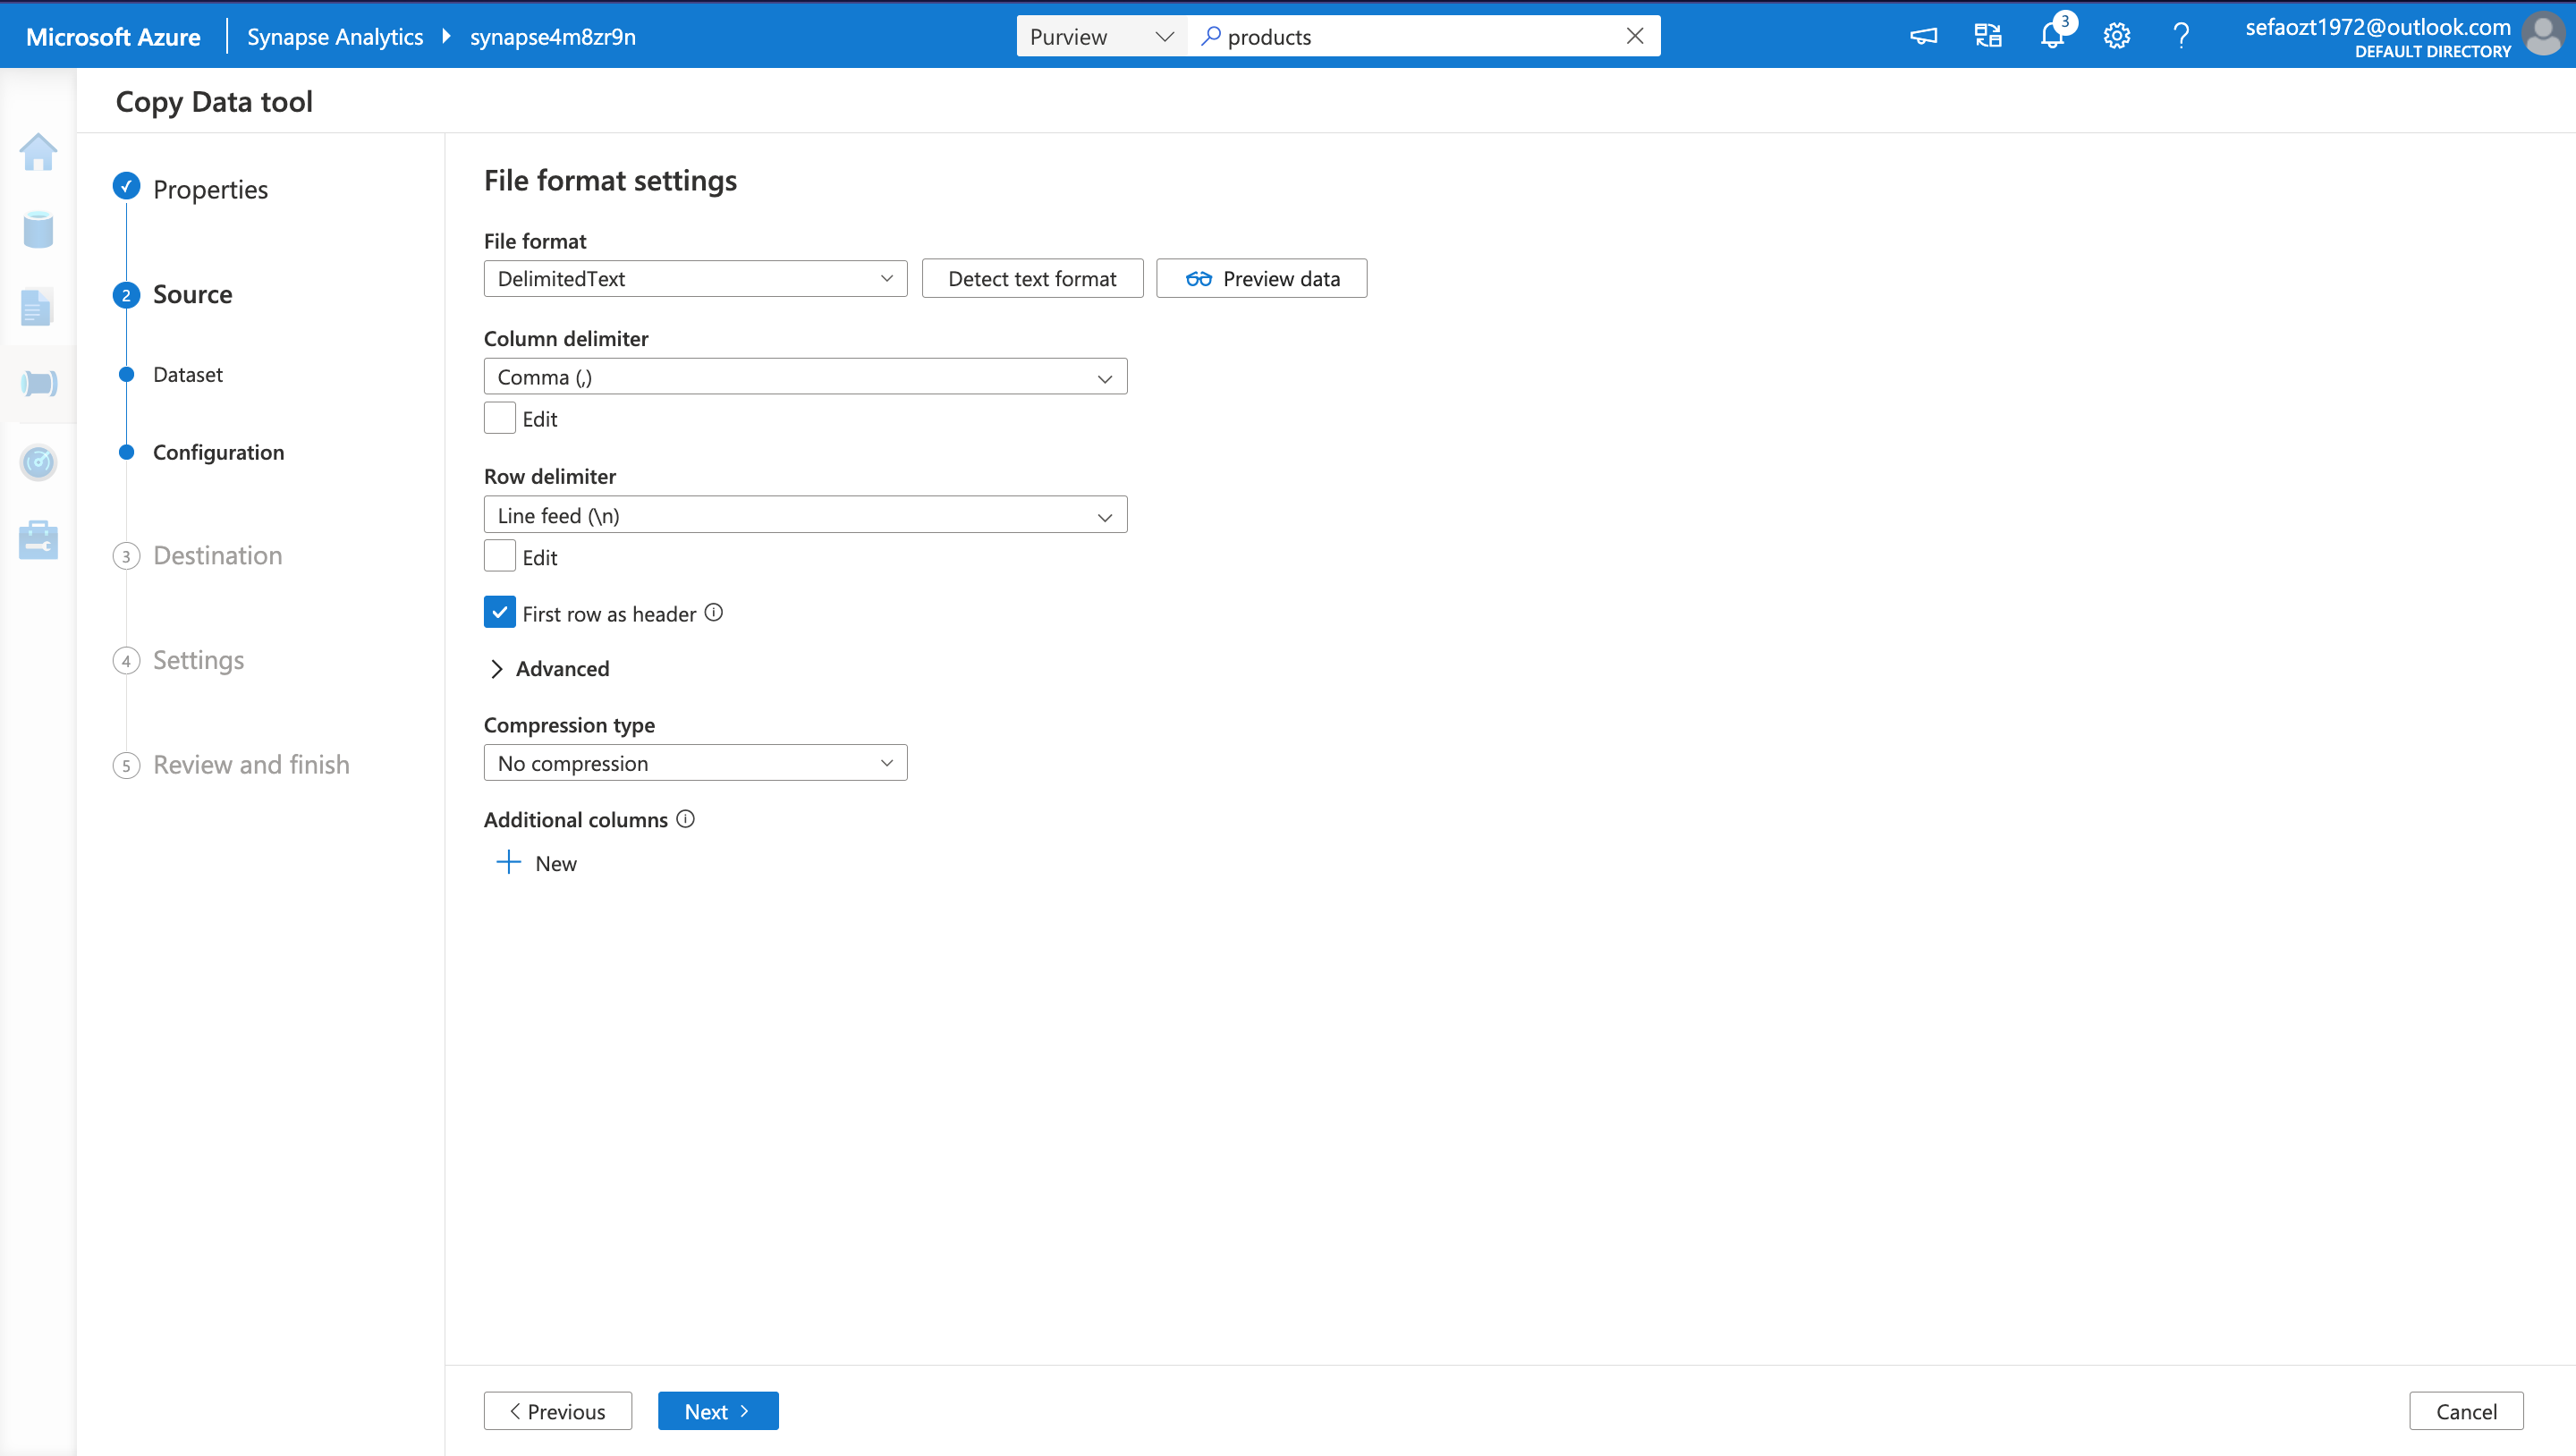 Microsoft Azure
Synapse Analytics
synapse4m8zr9n
Purview
products
3
sefaozt1972@outlook.com
DEFAULT DIRECTORY
Copy Data tool
Properties
2 Source
Dataset
Configuration
3 Destination
4 Settings
5 Review and finish
File format settings
File format
DelimitedText
Detect text format
Preview data
Column delimiter
Comma (,)
Edit
Row delimiter
Line feed (\n)
Edit
First row as header
Advanced
Compression type
No compression
Additional columns
New
Previous
Next
Cancel